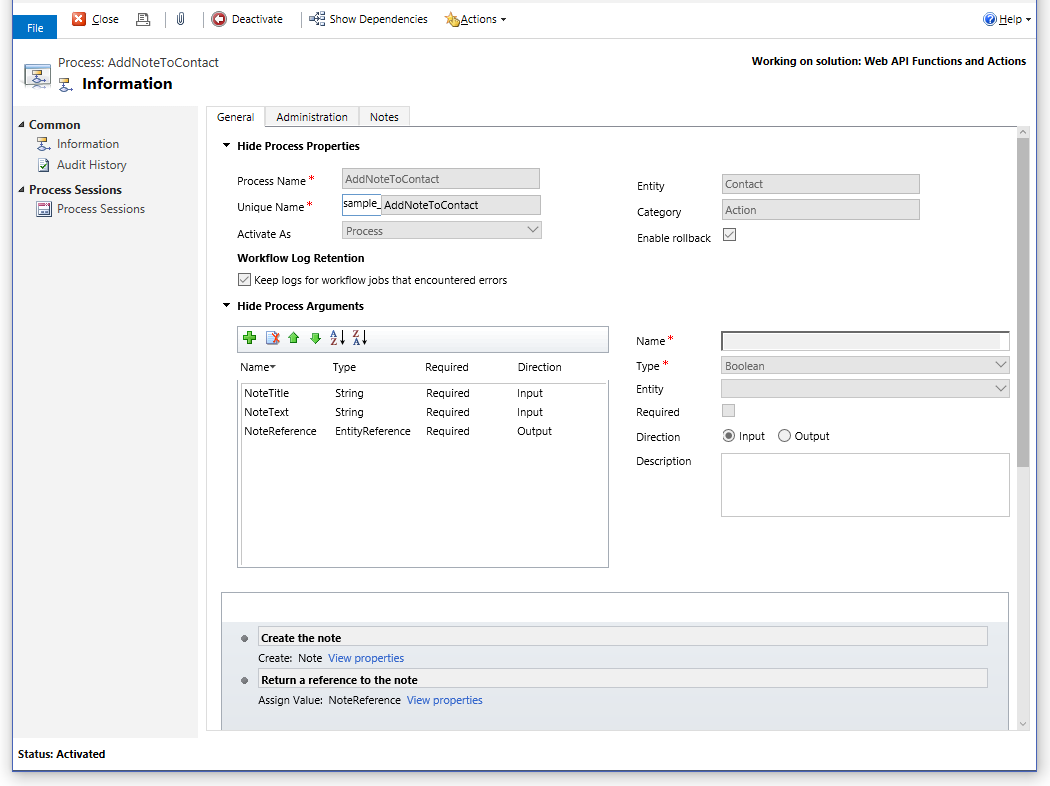 File
Close
Deactivate
Show Dependencies
Actions
Help
Process: AddNoteToContact
Information
Working on solution: Web API Functions and Actions
Common
Information
Audit History
Process Sessions
Process Sessions
General Administration Notes
Hide Process Properties
Process Name *
AddNoteToContact
Unique Name *
sample_ AddNoteToContact
Activate As
Process
Entity
Contact
Category
Action
Enable rollback
Workflow Log Retention
Keep logs for workflow jobs that encountered errors
Hide Process Arguments
Name Type Required Direction
NoteTitle String Required Input
NoteText String Required Input
NoteReference EntityReference Required Output
Name *
Type *
Boolean
Entity
Required
Direction
Input Output
Description
Create the note
Create: Note View properties
Return a reference to the note
Assign Value: NoteReference View properties
Status: Activated